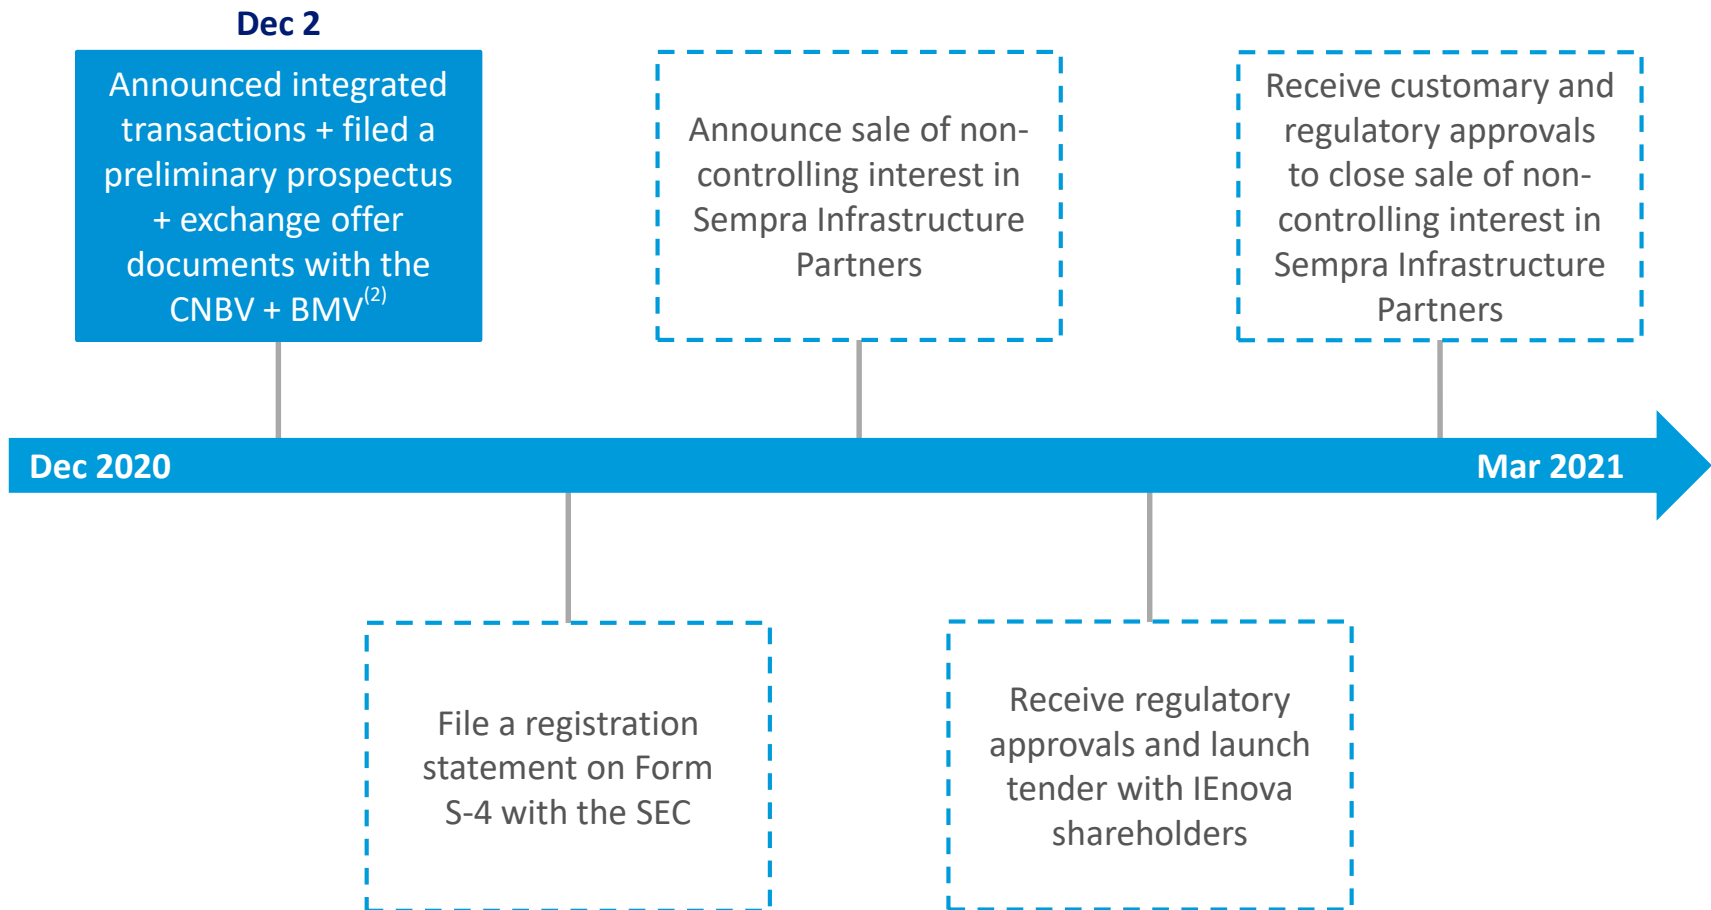 Dec 2
Announced integrated
transactions + filed a
preliminary prospectus
+ exchange offer
documents with the
CNBV + BMV(2)
Announce sale of non-
controlling interest in
Sempra Infrastructure
Partners
Receive customary and
regulatory approvals
to close sale of non-
controlling interest in
Sempra Infrastructure
Partners
Dec 2020
Mar 2021
File a registration
statement on Form
S-4 with the SEC
Receive regulatory
approvals and launch
tender with IEnova
shareholders